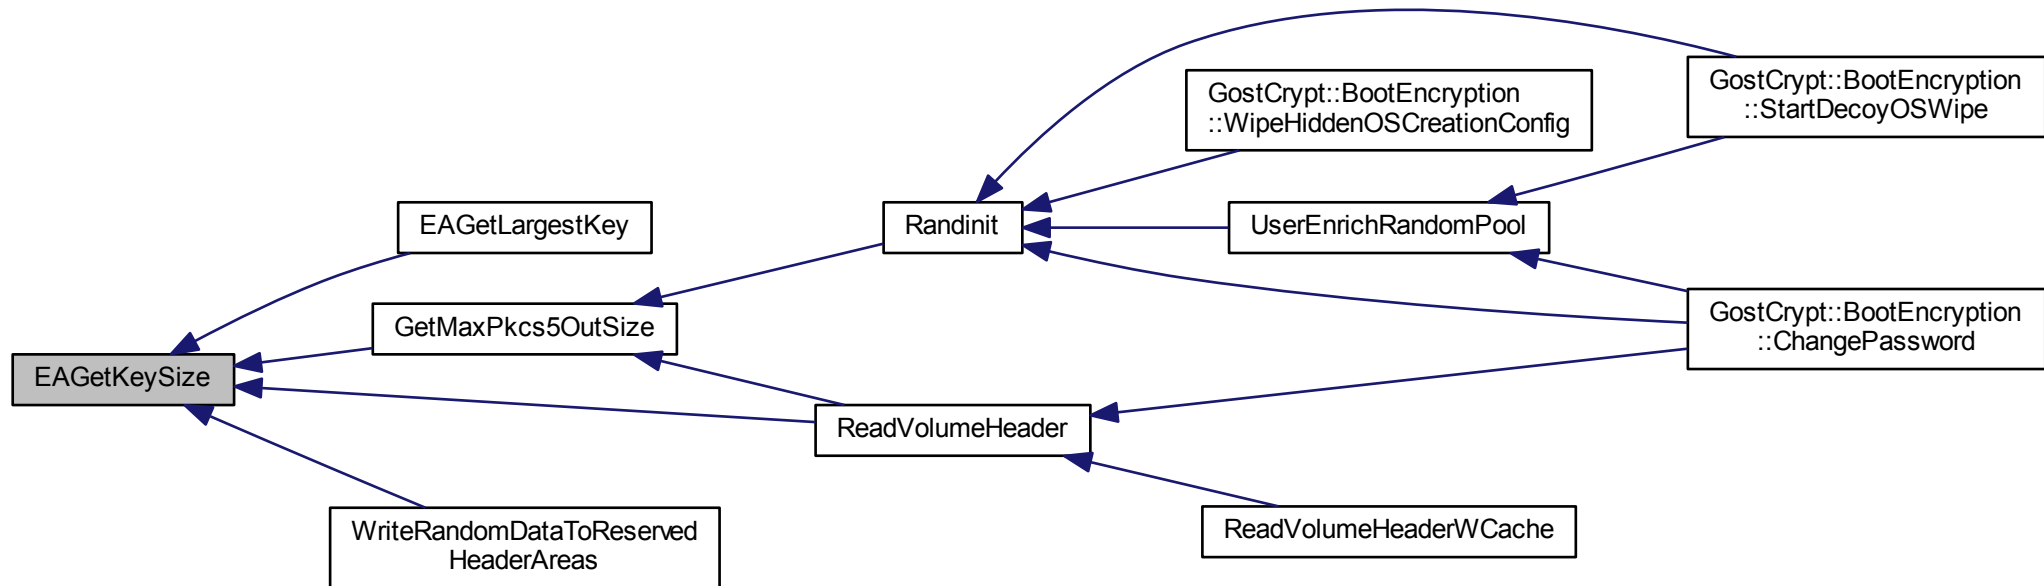 EAGetKeySize
EAGetLargestKey
GetMaxPkcs5OutSize
WriteRandomDataToReserved
HeaderAreas
Randinit
ReadVolumeHeader
GostCrypt::BootEncryption
::WipeHiddenOSCreationConfig
UserEnrichRandomPool
ReadVolumeHeaderWCache
GostCrypt::BootEncryption
::StartDecoyOSWipe
GostCrypt::BootEncryption
::ChangePassword